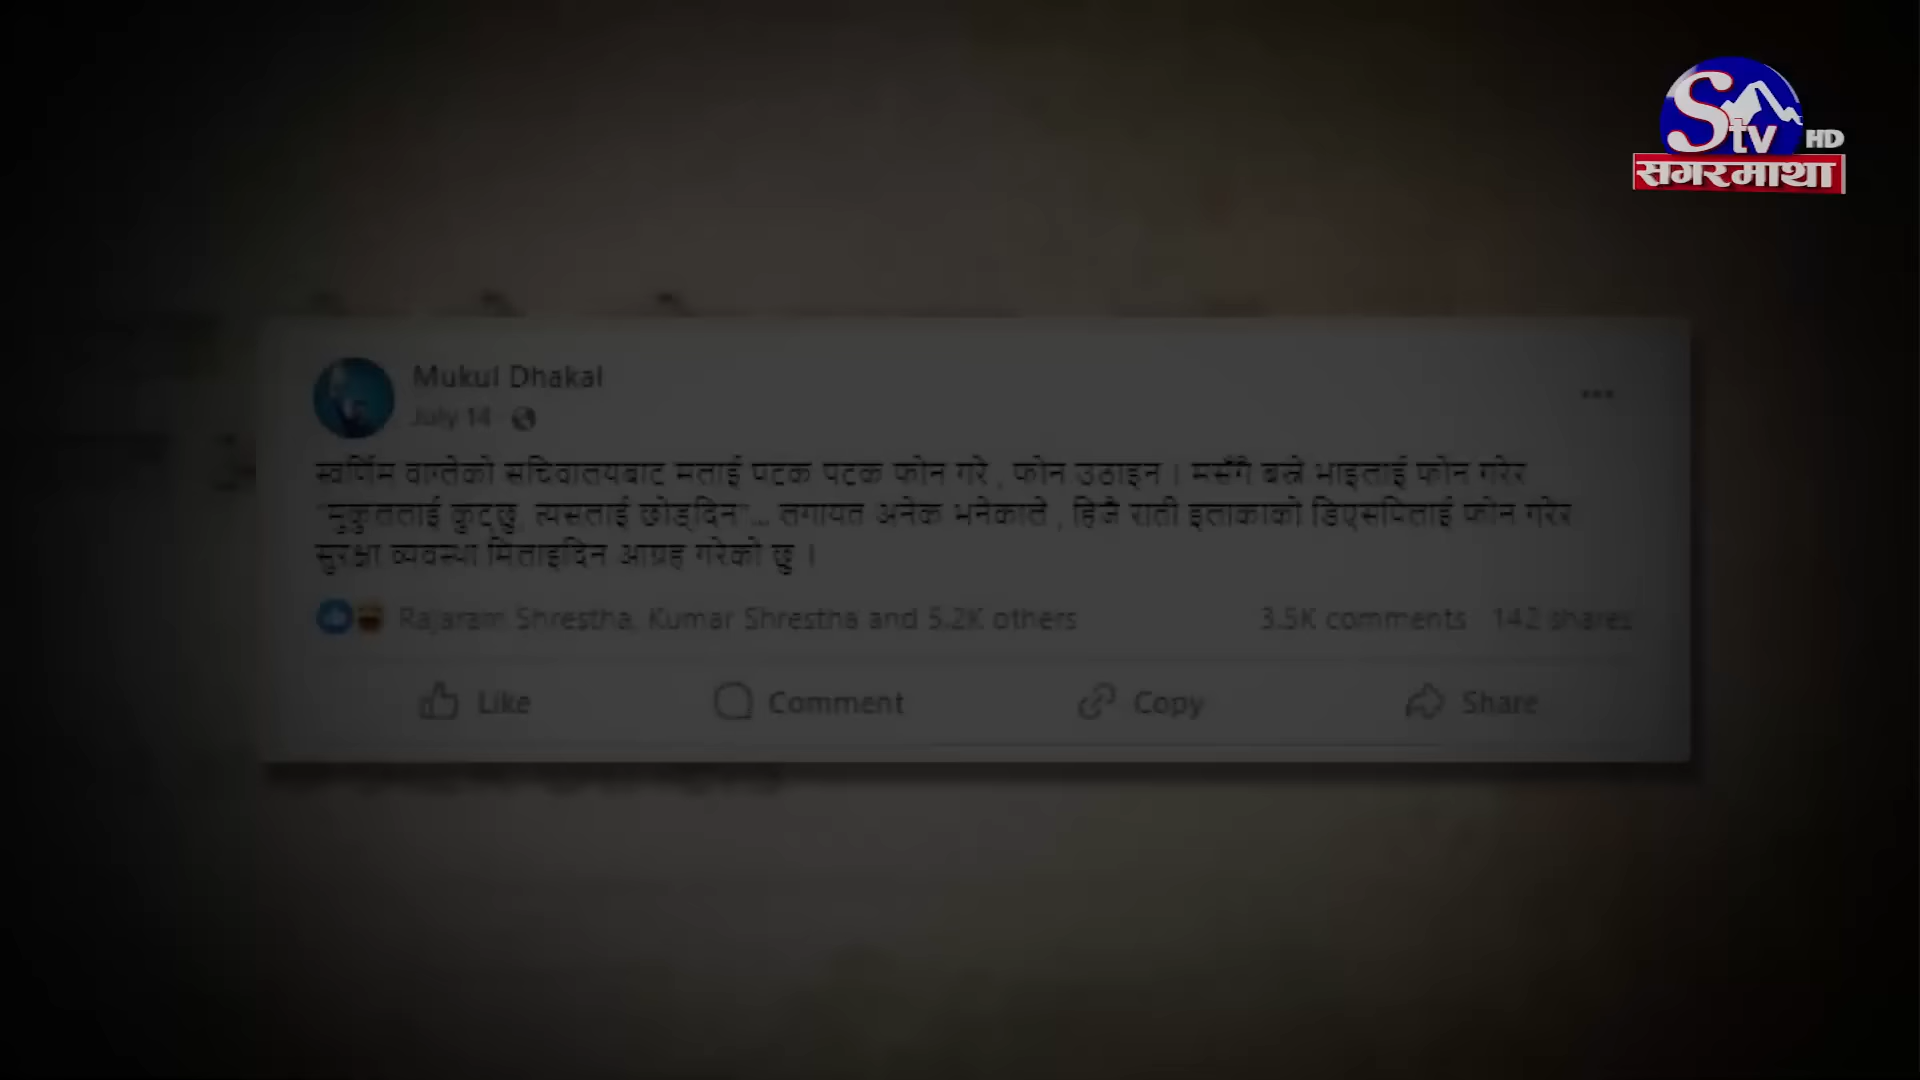 Stv HD
सगरमाथा
Mukul Dhakal
July 14
स्वर्णिम वाग्लेको सचिवालयबाट मलाई पटक पटक फोन गरे , फोन उठाइन । मसँगै बस्ने भाइलाई फोन गरेर
"मुकुललाई कुट्छु, त्यसलाई छोड्दिन"... लगायत अनेक भनेकाले , हिजै राती इलाकाको डिएसपिलाई फोन गरेर
सुरक्षा व्यवस्था मिलाइदिन आग्रह गरेको छु ।
Rajaram Shrestha, Kumar Shrestha and 5.2K others 3.5K comments 142 shares
Like Comment Copy Share